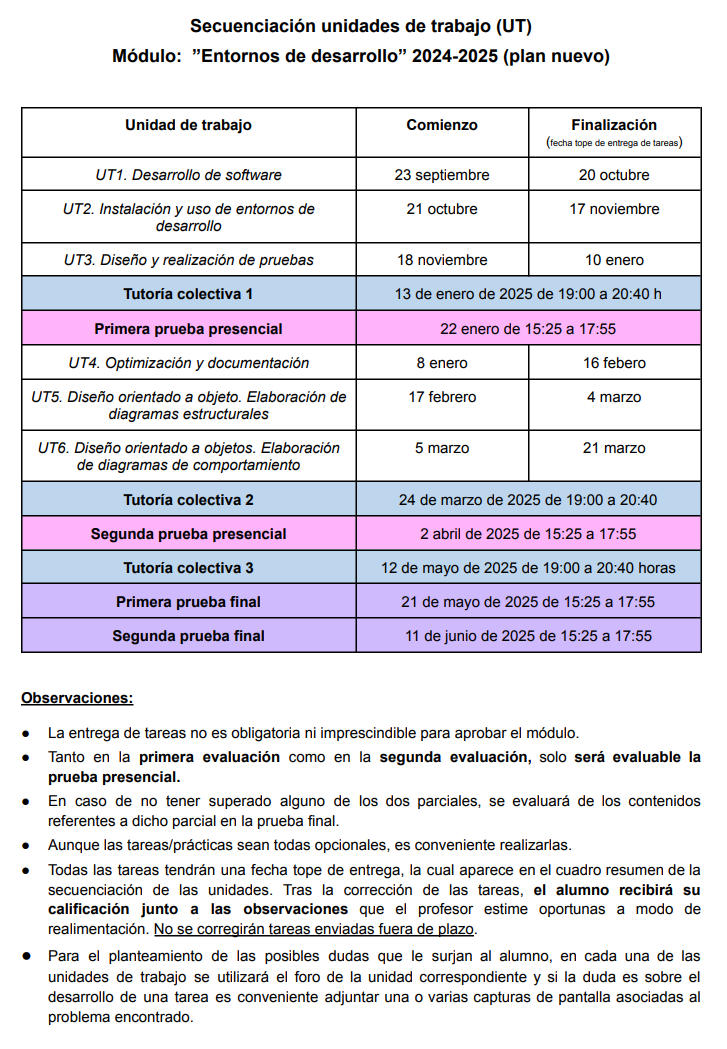 Secuenciación unidades de trabajo (UT)
Módulo: ”Entornos de desarrollo” 2024-2025 (plan nuevo)
Unidad de trabajo Comienzo Finalización
(fecha tope de entrega de tareas)
UT1. Desarrollo de software 23 septiembre 20 octubre
UT2. Instalación y uso de entornos de 21 octubre 17 noviembre
desarrollo
UT3. Diseño y realización de pruebas 18 noviembre 10 enero
Tutoría colectiva 1 13 de enero de 2025 de 19:00 a 20:40 h
Primera prueba presencial 22 enero de 15:25 a 17:55
UT4. Optimización y documentación 8 enero 16 febero
UT5. Diseño orientado a objeto. Elaboración de 17 febrero 4 marzo
diagramas estructurales
UT6. Diseño orientado a objetos. Elaboración 5 marzo 21 marzo
de diagramas de comportamiento
Tutoría colectiva 2 24 de marzo de 2025 de 19:00 a 20:40
Segunda prueba presencial 2 abril de 2025 de 15:25 a 17:55
Tutoría colectiva 3 12 de mayo de 2025 de 19:00 a 20:40 horas
Primera prueba final 21 de mayo de 2025 de 15:25 a 17:55
Segunda prueba final 11 de junio de 2025 de 15:25 a 17:55
Observaciones:
● La entrega de tareas no es obligatoria ni imprescindible para aprobar el módulo.
● Tanto en la primera evaluación como en la segunda evaluación, solo será evaluable la
prueba presencial.
● En caso de no tener superado alguno de los dos parciales, se evaluará de los contenidos
referentes a dicho parcial en la prueba final.
● Aunque las tareas/prácticas sean todas opcionales, es conveniente realizarlas.
● Todas las tareas tendrán una fecha tope de entrega, la cual aparece en el cuadro resumen de la
secuenciación de las unidades. Tras la corrección de las tareas, el alumno recibirá su
calificación junto a las observaciones que el profesor estime oportunas a modo de
realimentación. No se corregirán tareas enviadas fuera de plazo.
● Para el planteamiento de las posibles dudas que le surjan al alumno, en cada una de las
unidades de trabajo se utilizará el foro de la unidad correspondiente y si la duda es sobre el
desarrollo de una tarea es conveniente adjuntar una o varias capturas de pantalla asociadas al
problema encontrado.